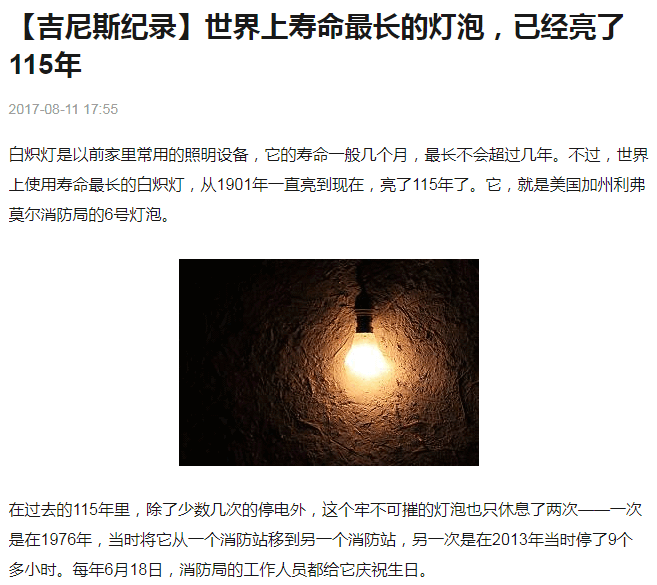 【吉尼斯纪录】世界上寿命最长的灯泡，已经亮了
115年
2017-08-11 17:55
白炽灯是以前家里常用的照明设备，它的寿命一般几个月，最长不会超过几年。不过，世界
上使用寿命最长的白炽灯，从1901年一直亮到现在，亮了115年了。它，就是美国加州利弗
莫尔消防局的6号灯泡。
在过去的115年里，除了少数几次的停电外，这个牢不可摧的灯泡也只休息了两次——一次
是在1976年，当时将它从一个消防站移到另一个消防站，另一次是在2013年当时停了9个
多小时。每年6月18日，消防局的工作人员都给它庆祝生日。